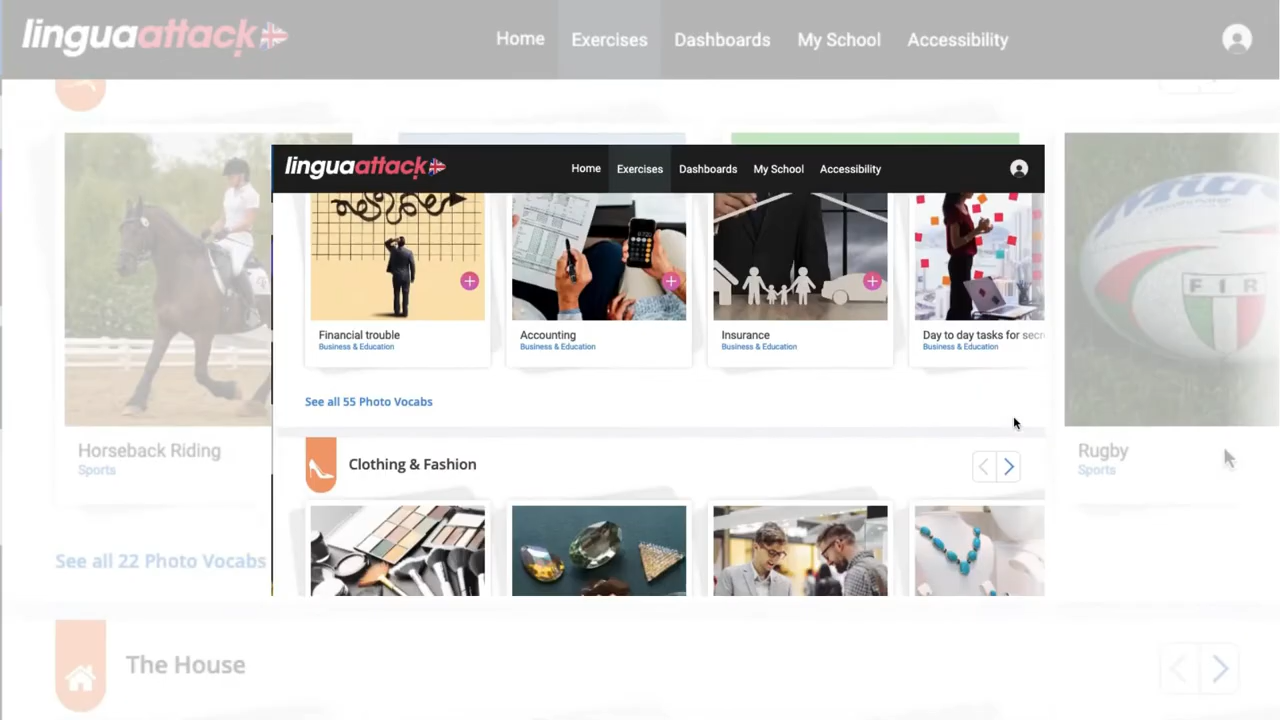 linguaattack
Home Exercises Dashboards My School Accessibility
linguaattack
Home Exercises Dashboards My School Accessibility
Financial trouble
Business & Education
Accounting
Business & Education
Insurance
Business & Education
Day to day tasks for secr
Business & Education
See all 55 Photo Vocabs
Clothing & Fashion
Horseback Riding
Sports
FIR
Rugby
Sports
See all 22 Photo Vocabs
The House